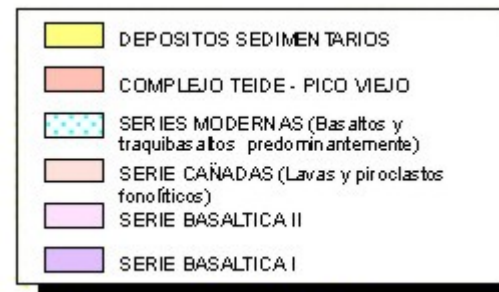 DEPOSITOS SEDIMENTARIOS
COMPLEJO TEIDE - PICO VIEJO
SERIES MODERNAS (Basaltos y
traquibasaltos predominantemente)
SERIE CAÑADAS (Lavas y piroclastos
fonolíticos)
SERIE BASALTICA II
SERIE BASALTICA I